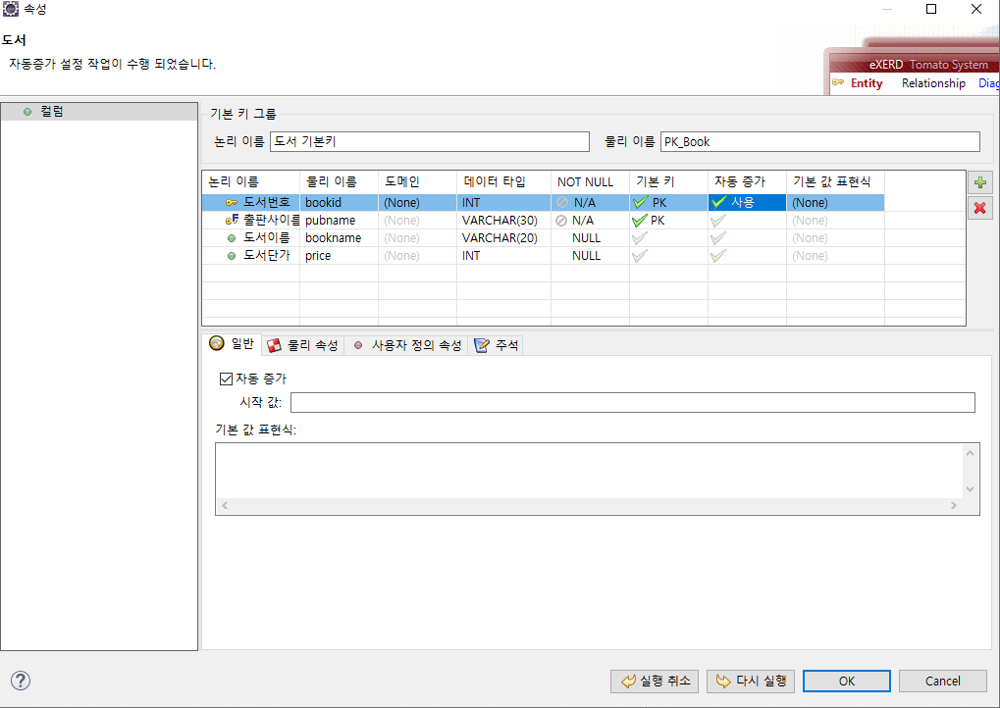 속성
도서
자동증가 설정 작업이 수행 되었습니다.
eXERD Tomato System
Entity Relationship Diag
컬럼
기본 키 그룹
논리 이름 도서 기본키 물리 이름 PK_Book
논리 이름 물리 이름 도메인 데이터 타입 NOT NULL 기본 키 자동 증가 기본 값 표현식
도서번호 bookid (None) INT N/A PK 사용 (None)
출판사이름 pubname (None) VARCHAR(30) N/A PK (None)
도서이름 bookname (None) VARCHAR(20) NULL (None)
도서단가 price (None) INT NULL (None)
일반 물리 속성 사용자 정의 속성 주석
자동 증가
시작 값:
기본 값 표현식:
실행 취소 다시 실행 OK Cancel